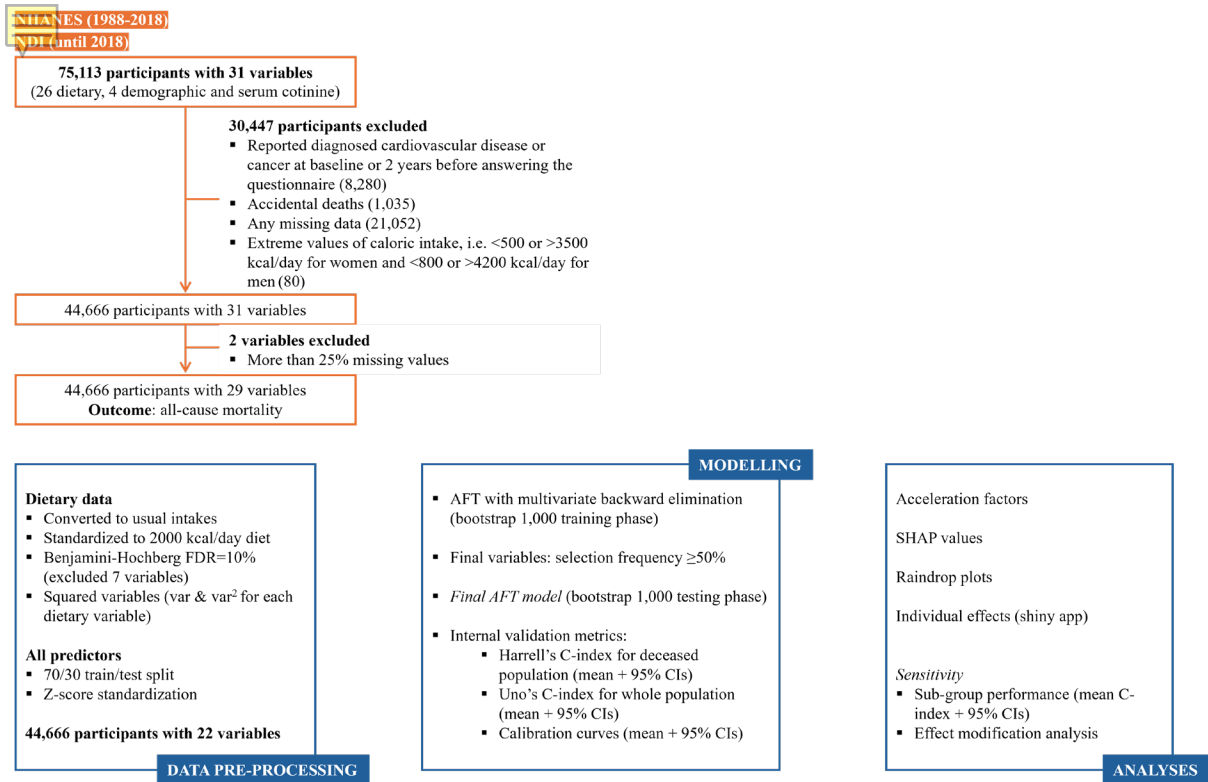 NHANES (1988-2018)
NDI (until 2018)
75,113 participants with 31 variables
(26 dietary, 4 demographic and serum cotinine)
30,447 participants excluded
▪ Reported diagnosed cardiovascular disease or
cancer at baseline or 2 years before answering the
questionnaire (8,280)
▪ Accidental deaths (1,035)
▪ Any missing data (21,052)
▪ Extreme values of caloric intake, i.e. <500 or >3500
kcal/day for women and <800 or >4200 kcal/day for
men (80)
44,666 participants with 31 variables
2 variables excluded
▪ More than 25% missing values
44,666 participants with 29 variables
Outcome: all-cause mortality
Dietary data
▪ Converted to usual intakes
▪ Standardized to 2000 kcal/day diet
▪ Benjamini-Hochberg FDR=10%
(excluded 7 variables)
▪ Squared variables (var & var² for each
dietary variable)
All predictors
▪ 70/30 train/test split
▪ Z-score standardization
44,666 participants with 22 variables
DATA PRE-PROCESSING
MODELLING
▪ AFT with multivariate backward elimination
(bootstrap 1,000 training phase)
▪ Final variables: selection frequency ≥50%
▪ Final AFT model (bootstrap 1,000 testing phase)
▪ Internal validation metrics:
▪ Harrell's C-index for deceased
population (mean + 95% CIs)
▪ Uno's C-index for whole population
(mean + 95% CIs)
▪ Calibration curves (mean + 95% CIs)
Acceleration factors
SHAP values
Raindrop plots
Individual effects (shiny app)
Sensitivity
▪ Sub-group performance (mean C-
index + 95% CIs)
▪ Effect modification analysis
ANALYSES